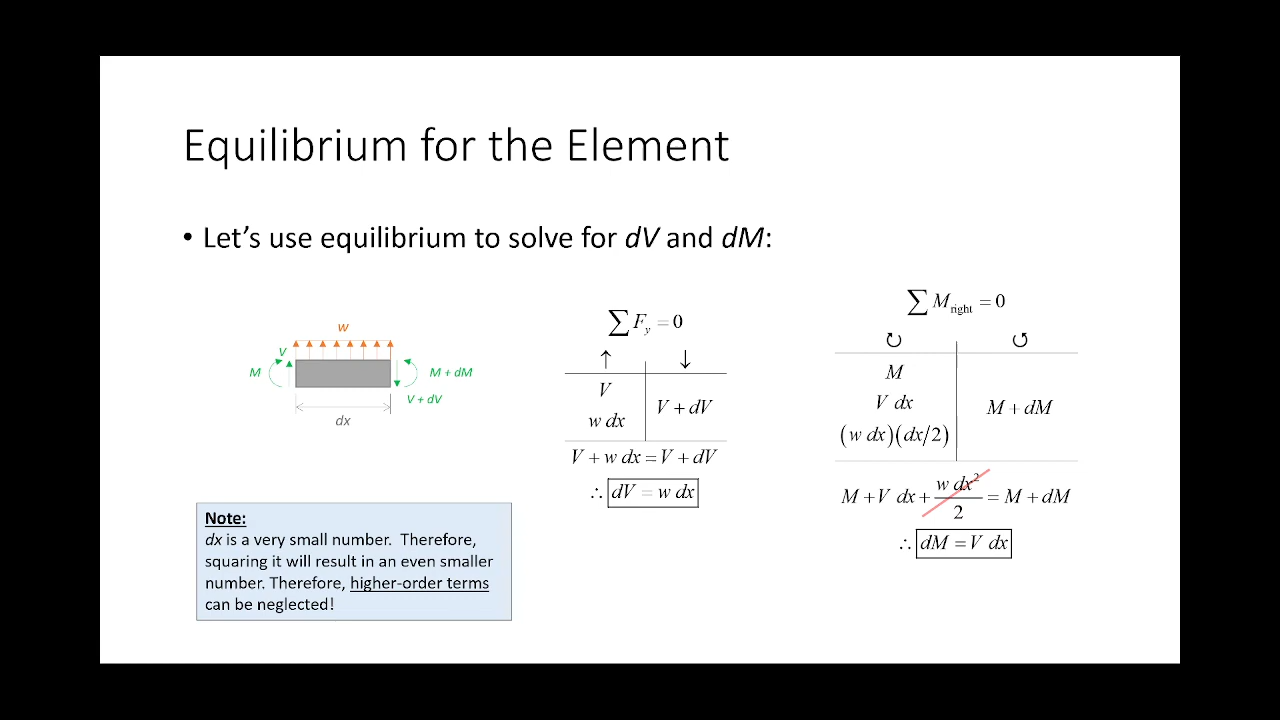 Equilibrium for the Element
• Let's use equilibrium to solve for dV and dM:
w
V
M
M + dM
V + dV
dx
Note:
dx is a very small number. Therefore,
squaring it will result in an even smaller
number. Therefore, higher-order terms
can be neglected!
∑ F_y = 0
↑ ↓
V
w dx
V + dV
V + w dx = V + dV
∴ dV = w dx
∑ M_right = 0
↻ ↺
M
V dx
(w dx)(dx/2)
M + dM
M + V dx + w dx²/2 = M + dM
∴ dM = V dx